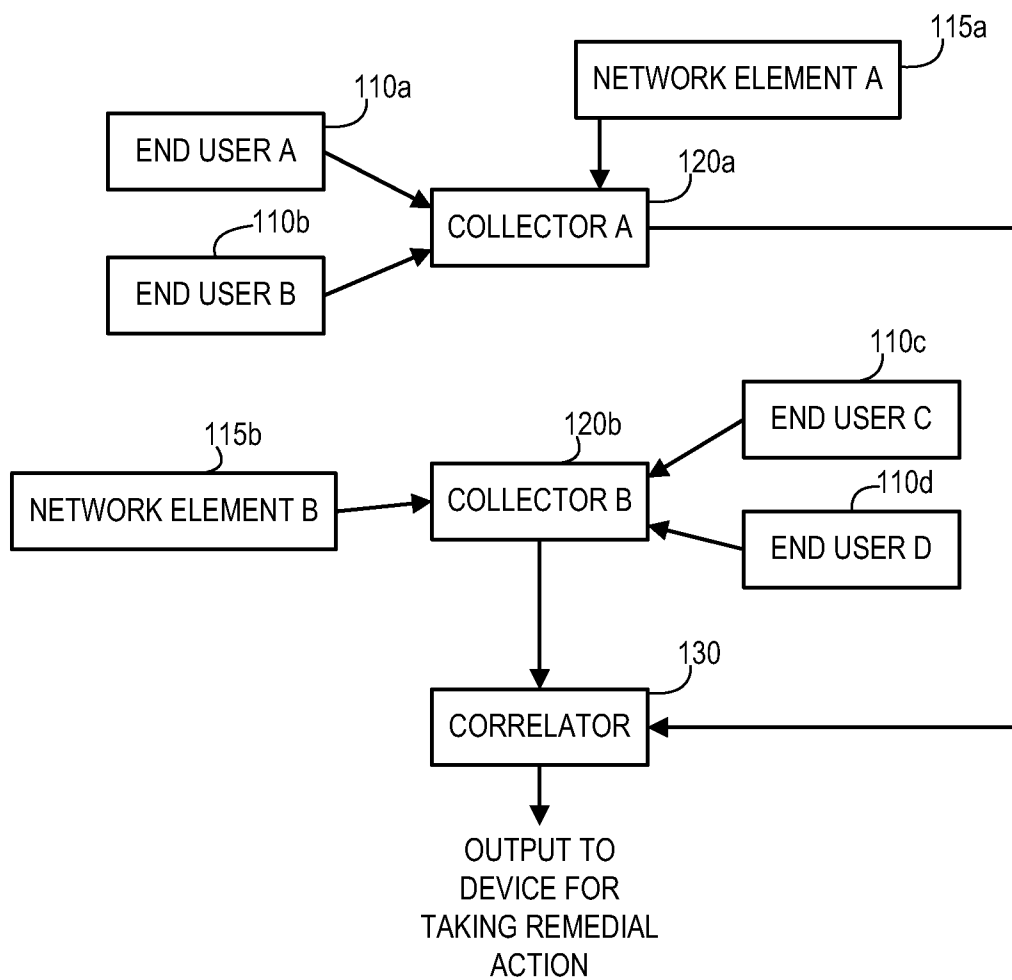 115a
NETWORK ELEMENT A
110a
END USER A
120a
COLLECTOR A
110b
END USER B
110c
END USER C
115b
NETWORK ELEMENT B
120b
COLLECTOR B
110d
END USER D
130
CORRELATOR
OUTPUT TO
DEVICE FOR
TAKING REMEDIAL
ACTION